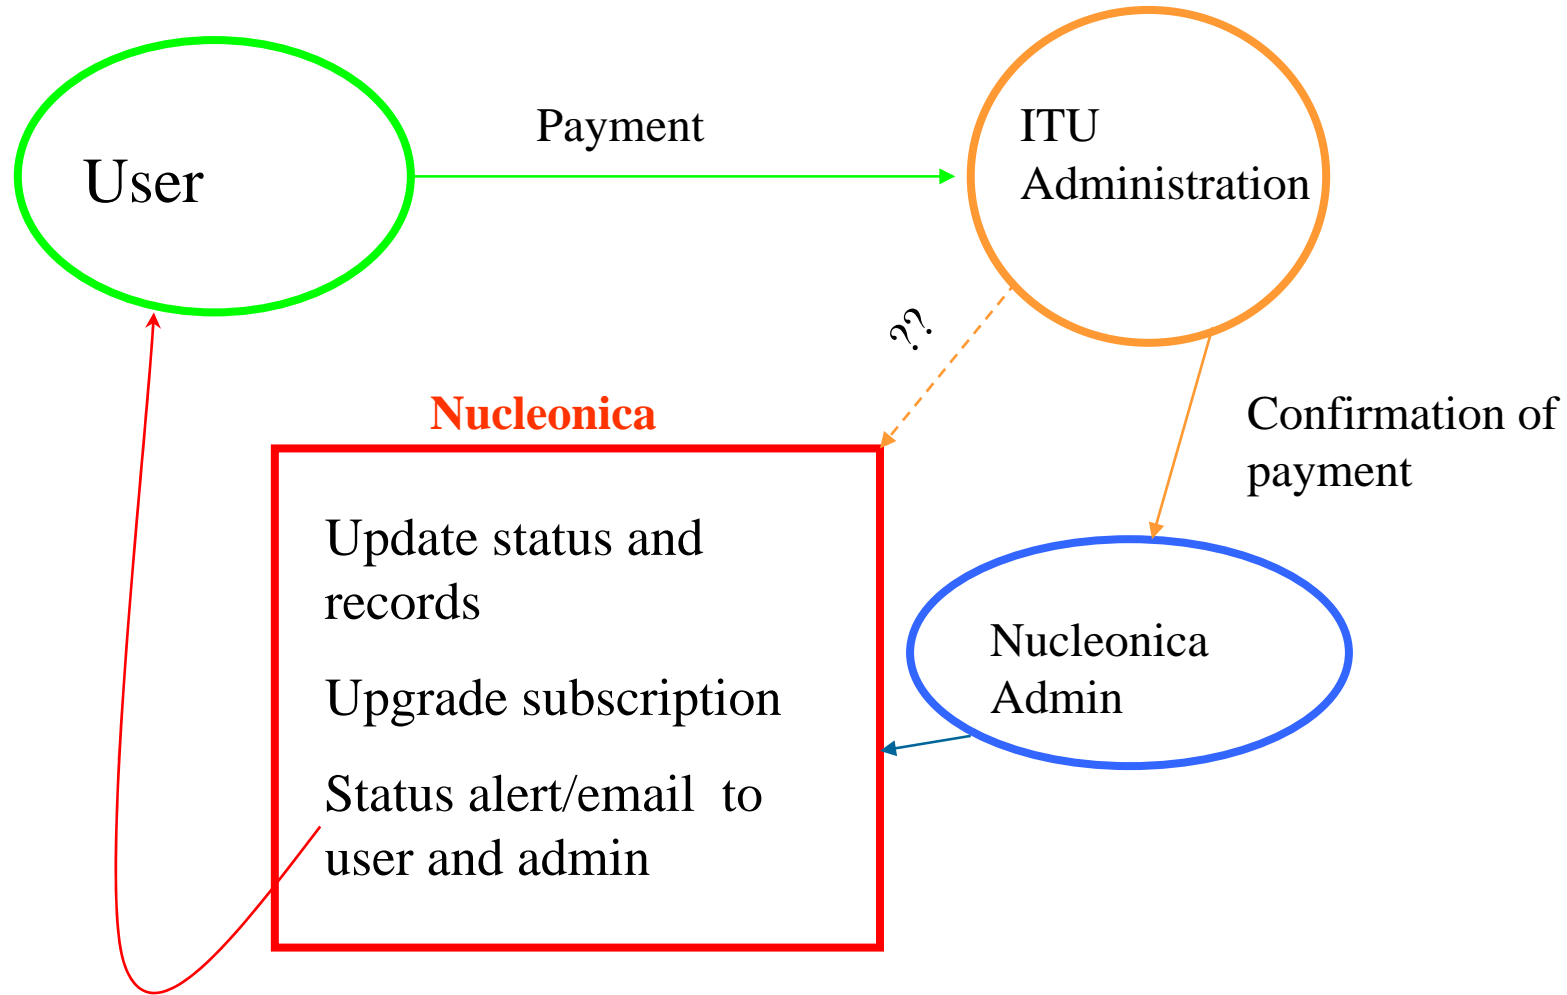 Payment
ITU
Administration
User
??
Nucleonica
Confirmation of
payment
Update status and
records
Upgrade subscription
Status alert/email  to
user and admin
Nucleonica
Admin